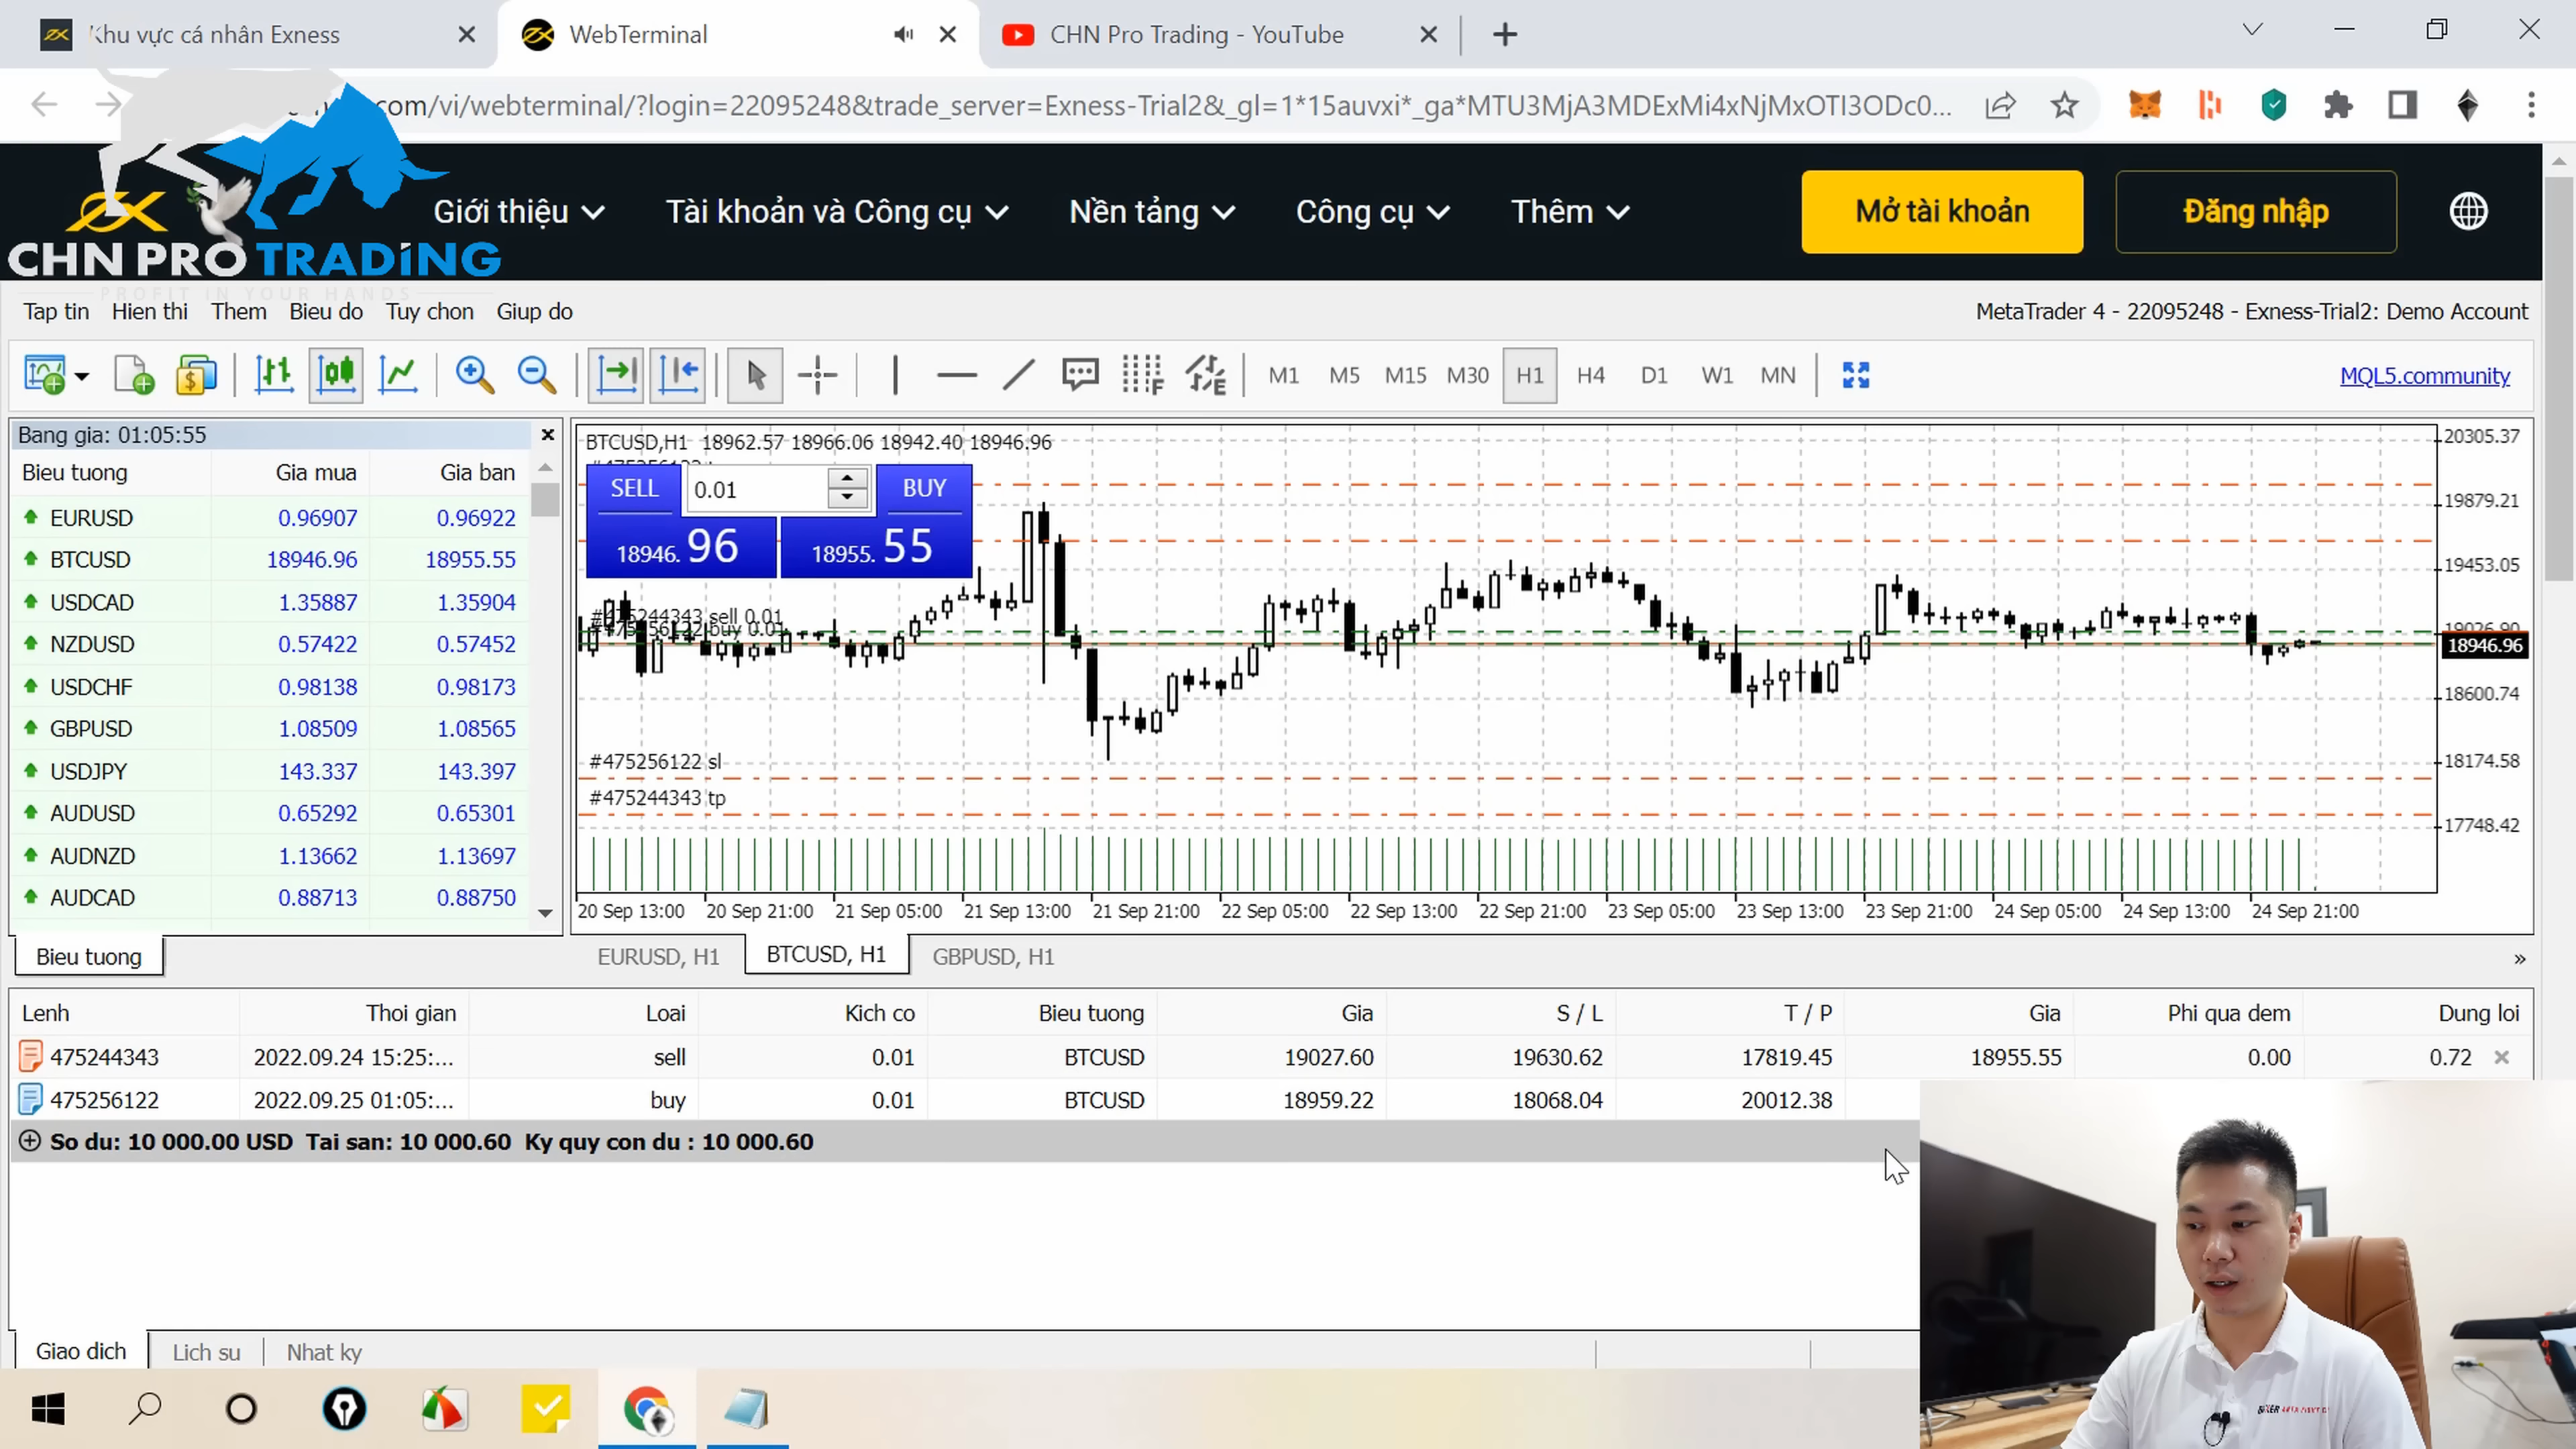 Khu vực cá nhân Exness
WebTerminal
CHN Pro Trading - YouTube
com/vi/webterminal/?login=22095248&trade_server=Exness-Trial2&_gl=1*15auvxi*_ga*MTU3MjA3MDExMi4xNjMxOTI3ODc0...
Giới thiệu
Tài khoản và Công cụ
Nền tảng
Công cụ
Thêm
Mở tài khoản
Đăng nhập
CHN PRO TRADING
PROFIT IN YOUR HANDS
Tap tin Hien thi Them Bieu do Tuy chon Giup do
MetaTrader 4 - 22095248 - Exness-Trial2: Demo Account
M1 M5 M15 M30 H1 H4 D1 W1 MN
MQL5.community
Bang gia: 01:05:55
Bieu tuong Gia mua Gia ban
EURUSD 0.96907 0.96922
BTCUSD 18946.96 18955.55
USDCAD 1.35887 1.35904
NZDUSD 0.57422 0.57452
USDCHF 0.98138 0.98173
GBPUSD 1.08509 1.08565
USDJPY 143.337 143.397
AUDUSD 0.65292 0.65301
AUDNZD 1.13662 1.13697
AUDCAD 0.88713 0.88750
Bieu tuong
BTCUSD,H1 18962.57 18966.06 18942.40 18946.96
SELL 0.01 BUY
18946.96 18955.55
#475244343 sell 0.01
#475256122 buy 0.01
#475256122 sl
#475244343 tp
20305.37
19879.21
19453.05
19026.90
18946.96
18600.74
18174.58
17748.42
20 Sep 13:00 20 Sep 21:00 21 Sep 05:00 21 Sep 13:00 21 Sep 21:00 22 Sep 05:00 22 Sep 13:00 22 Sep 21:00 23 Sep 05:00 23 Sep 13:00 23 Sep 21:00 24 Sep 05:00 24 Sep 13:00 24 Sep 21:00
EURUSD, H1 BTCUSD, H1 GBPUSD, H1 »
Lenh Thoi gian Loai Kich co Bieu tuong Gia S / L T / P Gia Phi qua dem Dung loi
475244343 2022.09.24 15:25:... sell 0.01 BTCUSD 19027.60 19630.62 17819.45 18955.55 0.00 0.72
475256122 2022.09.25 01:05:... buy 0.01 BTCUSD 18959.22 18068.04 20012.38
So du: 10 000.00 USD Tai san: 10 000.60 Ky quy con du : 10 000.60
Giao dich Lich su Nhat ky